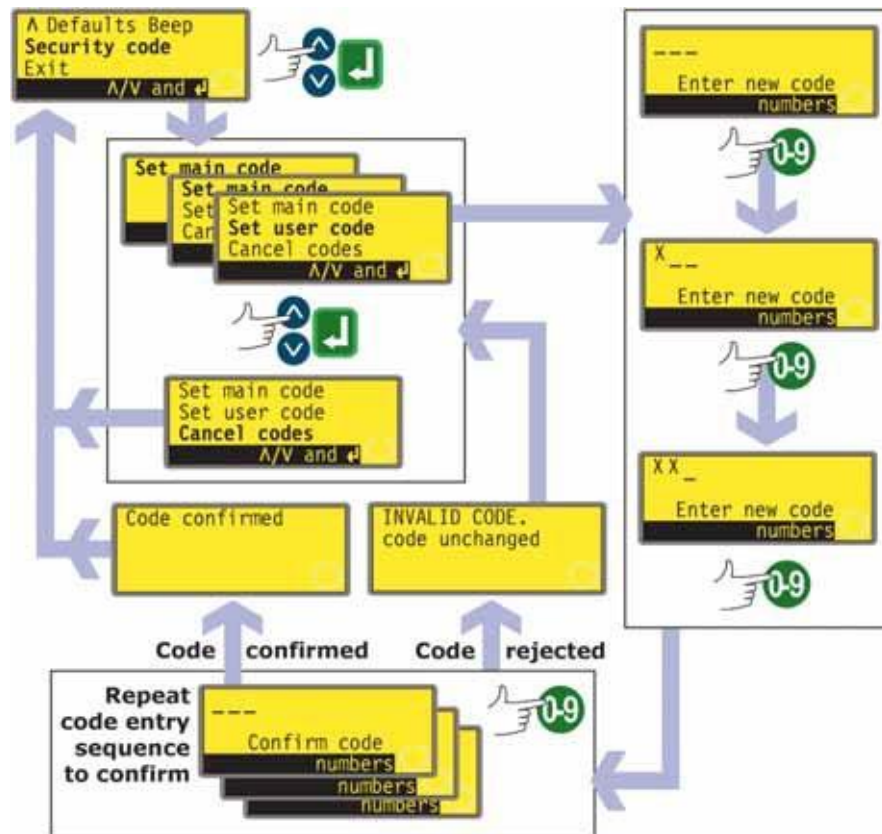 Λ Defaults Beep
Security code
Exit
Λ/V and ↲
Set main code
Set main code
Set
Can
Set main code
Set user code
Cancel codes
Λ/V and ↲
Set main code
Set user code
Cancel codes
Λ/V and ↲
_ _ _
Enter new code
numbers
0-9
X _ _
Enter new code
numbers
0-9
X X _
Enter new code
numbers
0-9
Code confirmed
INVALID CODE.
code unchanged
Code confirmed
Code rejected
Repeat
code entry
sequence
to confirm
_ _ _
Confirm code
numbers
numbers
numbers
0-9